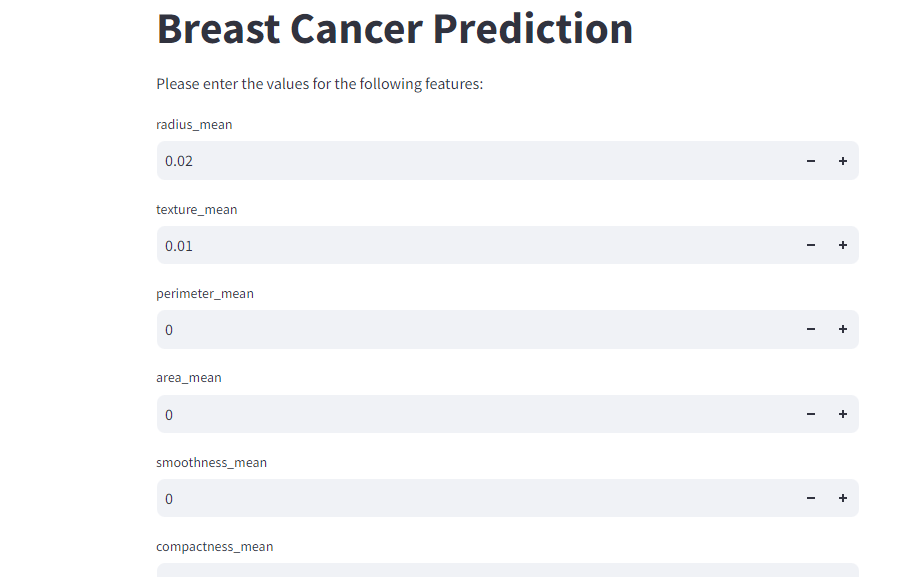 Breast Cancer Prediction
Please enter the values for the following features:
radius_mean
0.02
texture_mean
0.01
perimeter_mean
0
area_mean
0
smoothness_mean
0
compactness_mean